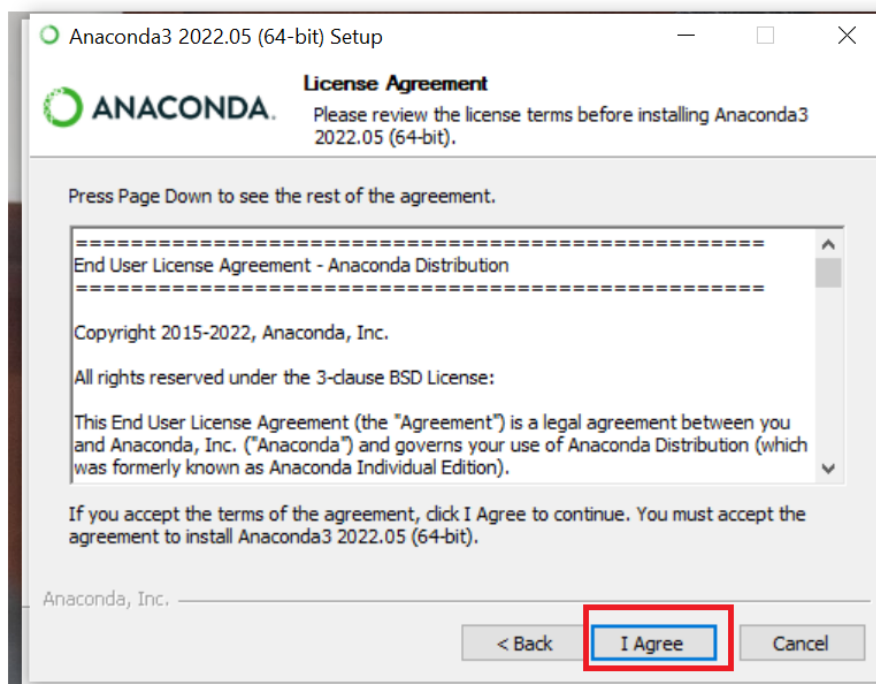 Anaconda3 2022.05 (64-bit) Setup
ANACONDA.
License Agreement
Please review the license terms before installing Anaconda3
2022.05 (64-bit).
Press Page Down to see the rest of the agreement.
==================================================
End User License Agreement - Anaconda Distribution
==================================================
Copyright 2015-2022, Anaconda, Inc.
All rights reserved under the 3-clause BSD License:
This End User License Agreement (the "Agreement") is a legal agreement between you
and Anaconda, Inc. ("Anaconda") and governs your use of Anaconda Distribution (which
was formerly known as Anaconda Individual Edition).
If you accept the terms of the agreement, click I Agree to continue. You must accept the
agreement to install Anaconda3 2022.05 (64-bit).
Anaconda, Inc.
< Back I Agree Cancel